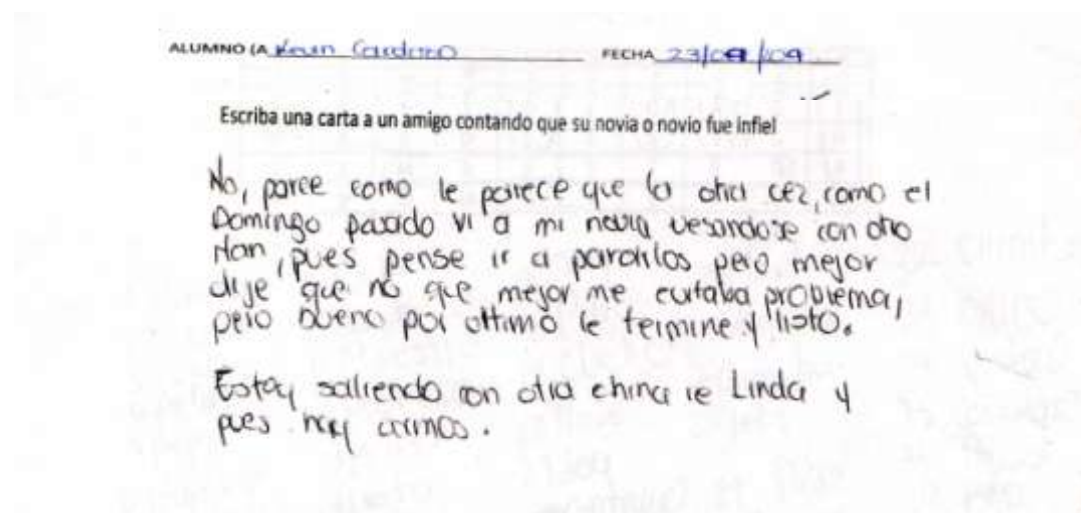 ALUMNO (A Kevin Cardozo FECHA 23/09/09
Escriba una carta a un amigo contando que su novia o novio fue infiel
No, parce como le parece que la otra vez, como el
Domingo pasado vi a mi novia vesandose con otro
Man, pues pense ir a pararlos pero mejor
dije que no que mejor me evitaba problema,
pero bueno por ultimo le termine y listo.
Estoy saliendo con otra china re Linda y
pues hay vamos.